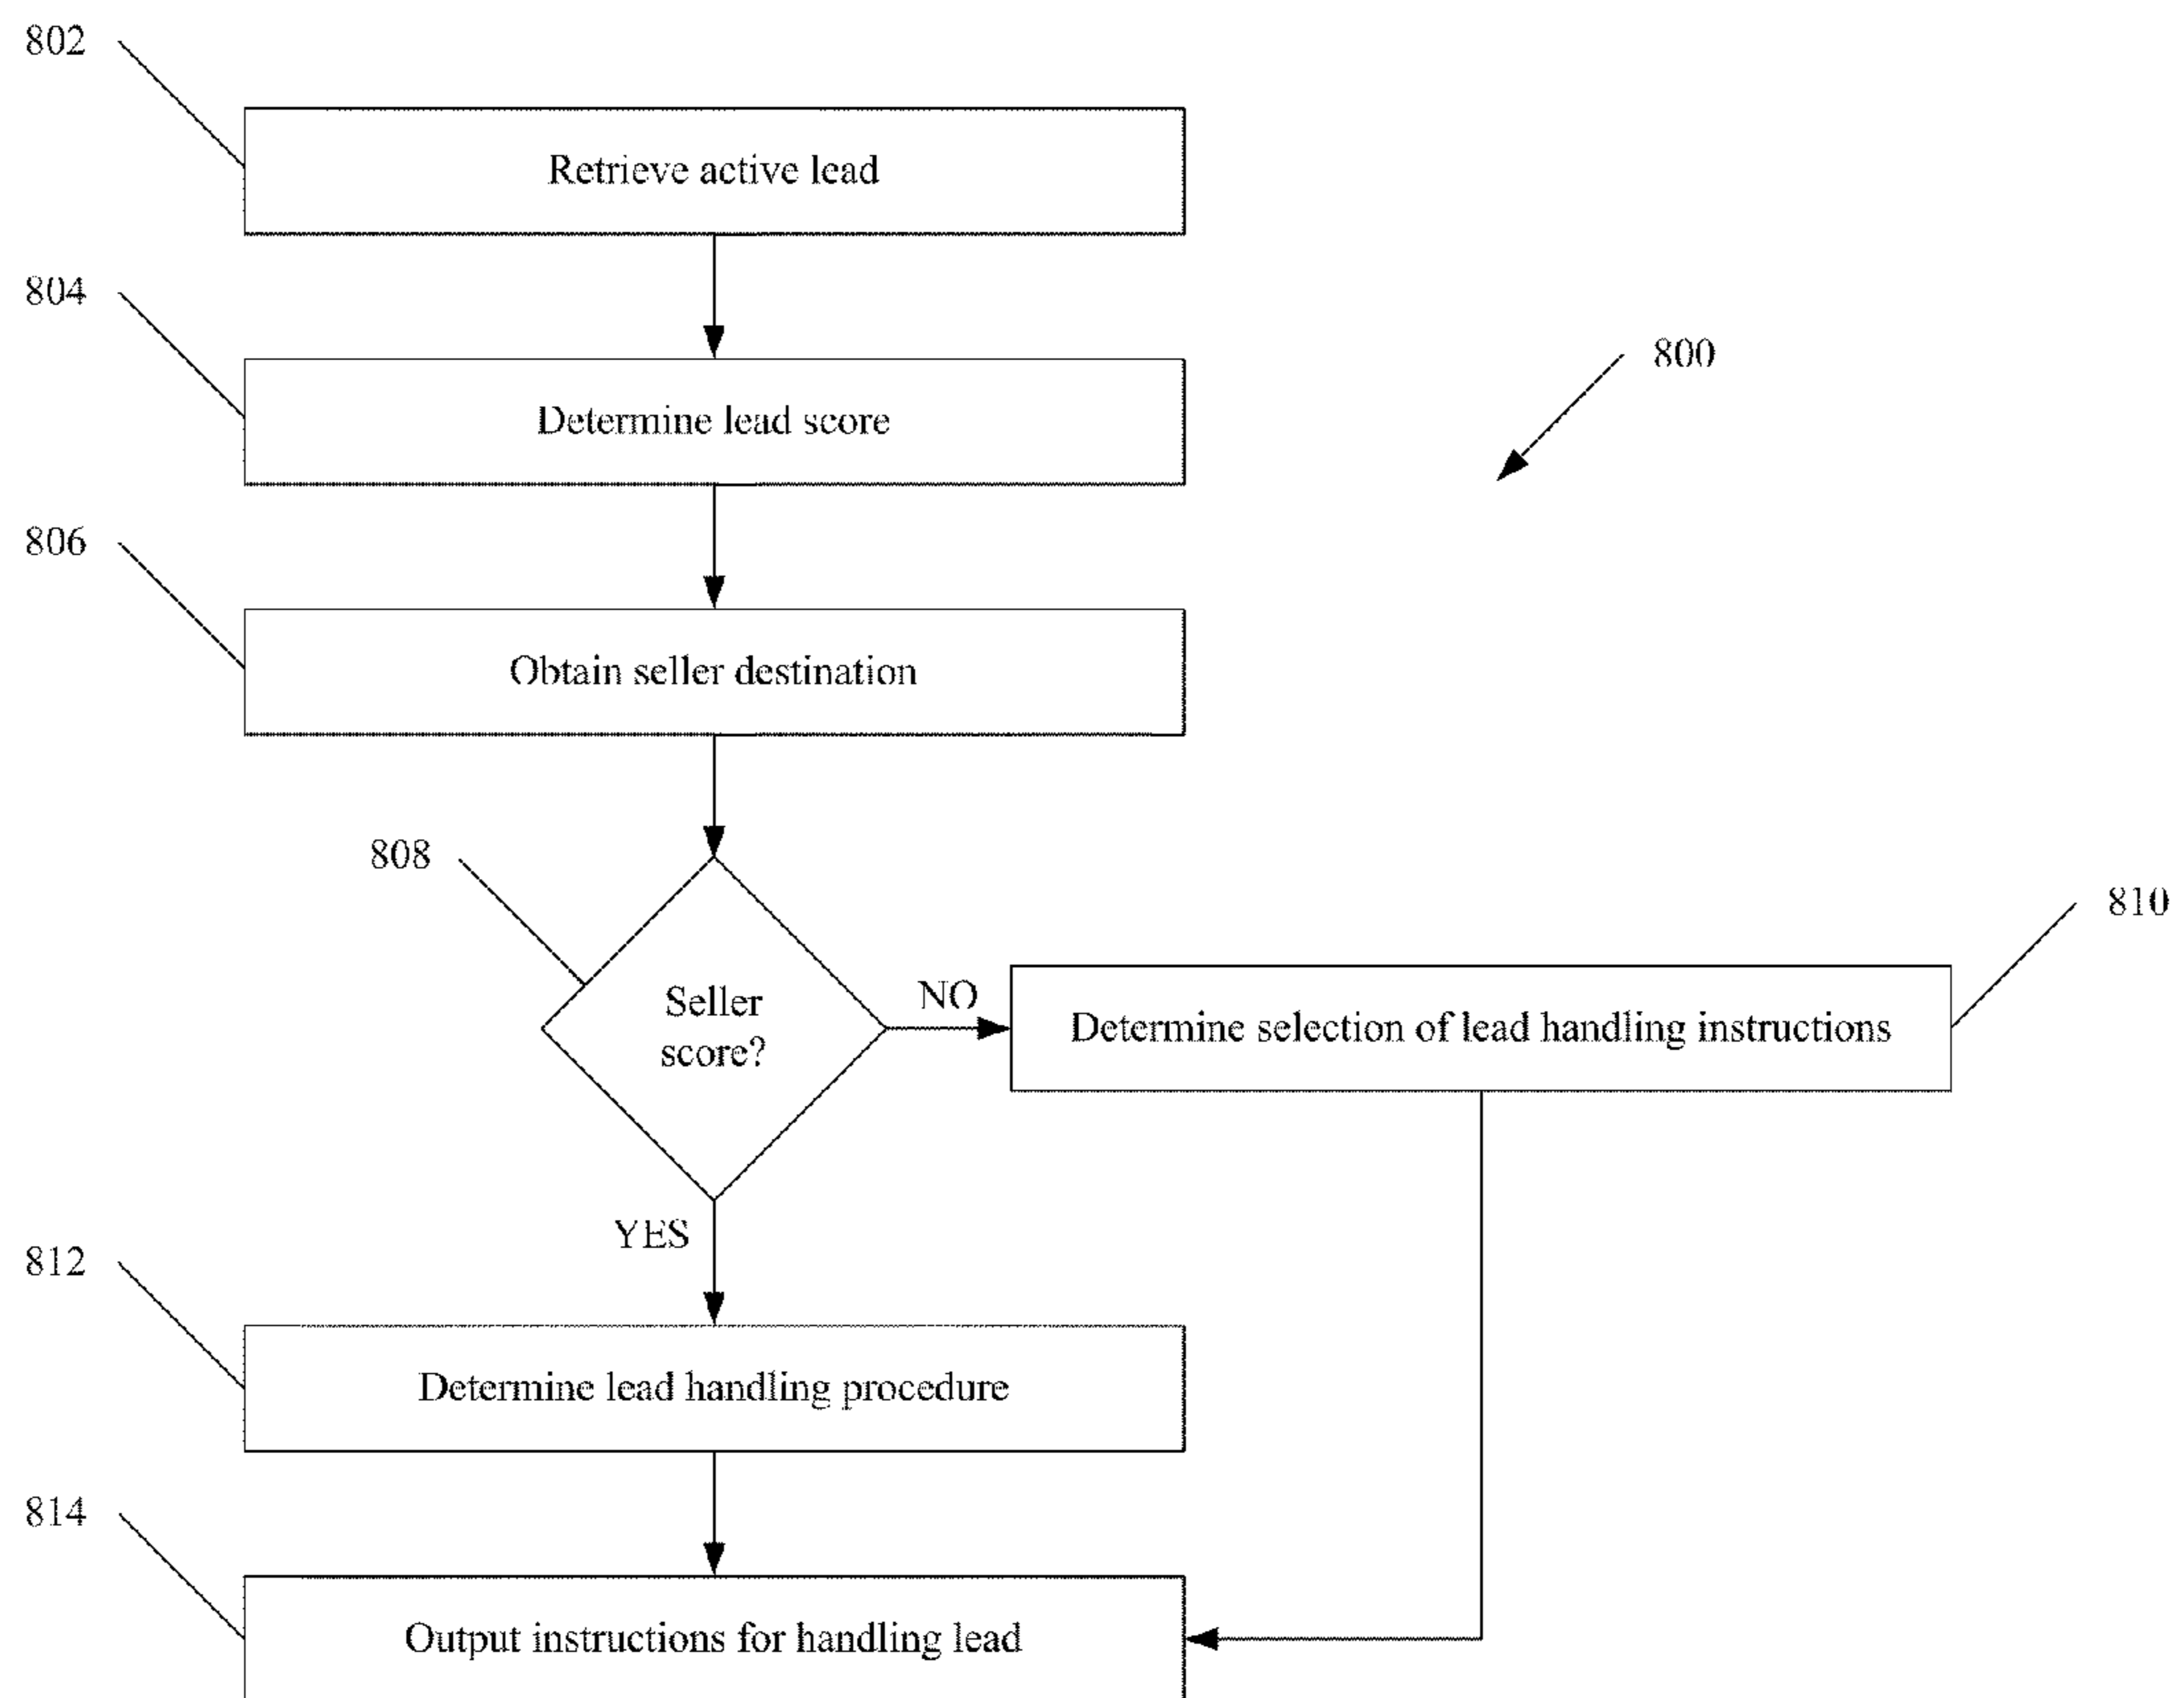 802
Retrieve active lead
804
Determine lead score
800
806
Obtain seller destination
808
Seller
score?
NO
810
Determine selection of lead handling instructions
YES
812
Determine lead handling procedure
814
Output instructions for handling lead